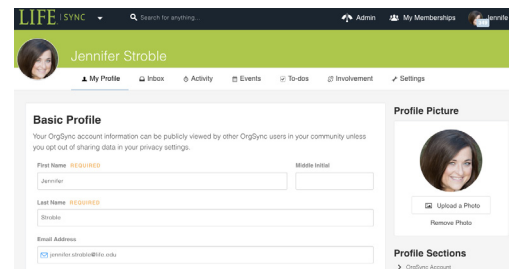 LIFE | SYNC
Search for anything...
Admin
My Memberships
Jennife
Jennifer Stroble
My Profile
Inbox
Activity
Events
To-dos
Involvement
Settings
Basic Profile
Your OrgSync account information can be publicly viewed by other OrgSync users in your community unless
you opt out of sharing data in your privacy settings.
First Name REQUIRED
Middle Initial
Jennifer
Last Name REQUIRED
Stroble
Email Address
jennifer.stroble@life.edu
Profile Picture
Upload a Photo
Remove Photo
Profile Sections
OrgSync Account